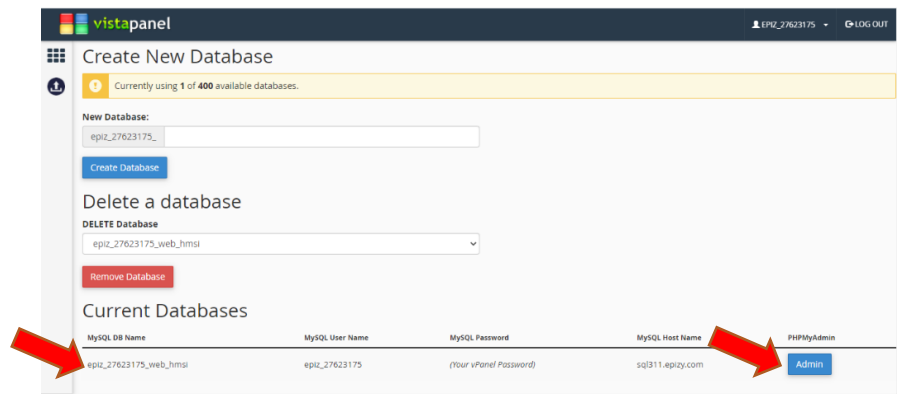 vistapanel
EPIZ_27623175
LOG OUT
Create New Database
Currently using 1 of 400 available databases.
New Database:
epiz_27623175_
Create Database
Delete a database
DELETE Database
epiz_27623175_web_hmsi
Remove Database
Current Databases
MySQL DB Name MySQL User Name MySQL Password MySQL Host Name PHPMyAdmin
epiz_27623175_web_hmsi epiz_27623175 (Your vPanel Password) sql311.epizy.com Admin